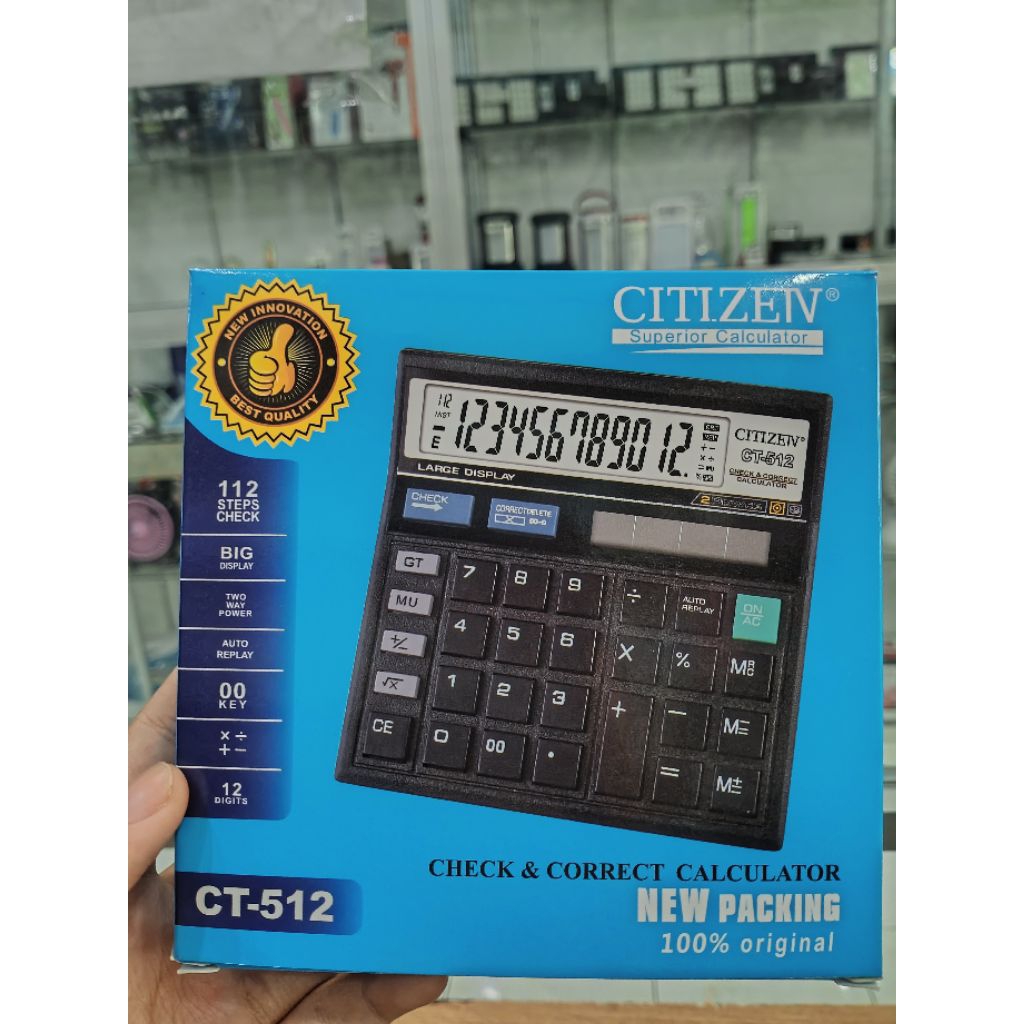 NEW INNOVATION
BEST QUALITY
CITIZEN®
Superior Calculator
112
STEPS
CHECK
BIG
DISPLAY
TWO
WAY
POWER
AUTO
REPLAY
00
KEY
× ÷
+ −
12
DIGITS
CT-512
112
E
123456789012.
CITIZEN®
CT-512
CHECK & CORRECT
CALCULATOR
LARGE DISPLAY
CHECK
CORRECT/DELETE
GT
7 8 9 ÷
AUTO
REPLAY
ON
AC
MU
4 5 6 × % MRC
+/−
1 2 3 + − M=
√x
CE
0 00 . = M±
CHECK & CORRECT CALCULATOR
NEW PACKING
100% original